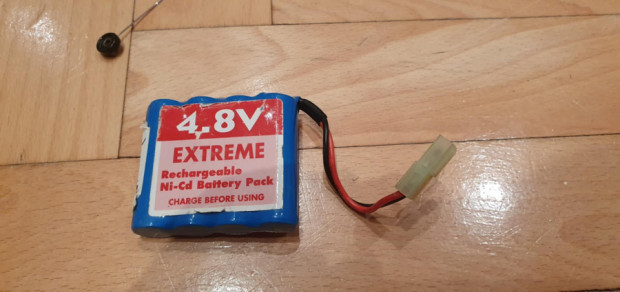 4.8V
EXTREME
Rechargeable
Ni-Cd Battery Pack
CHARGE BEFORE USING